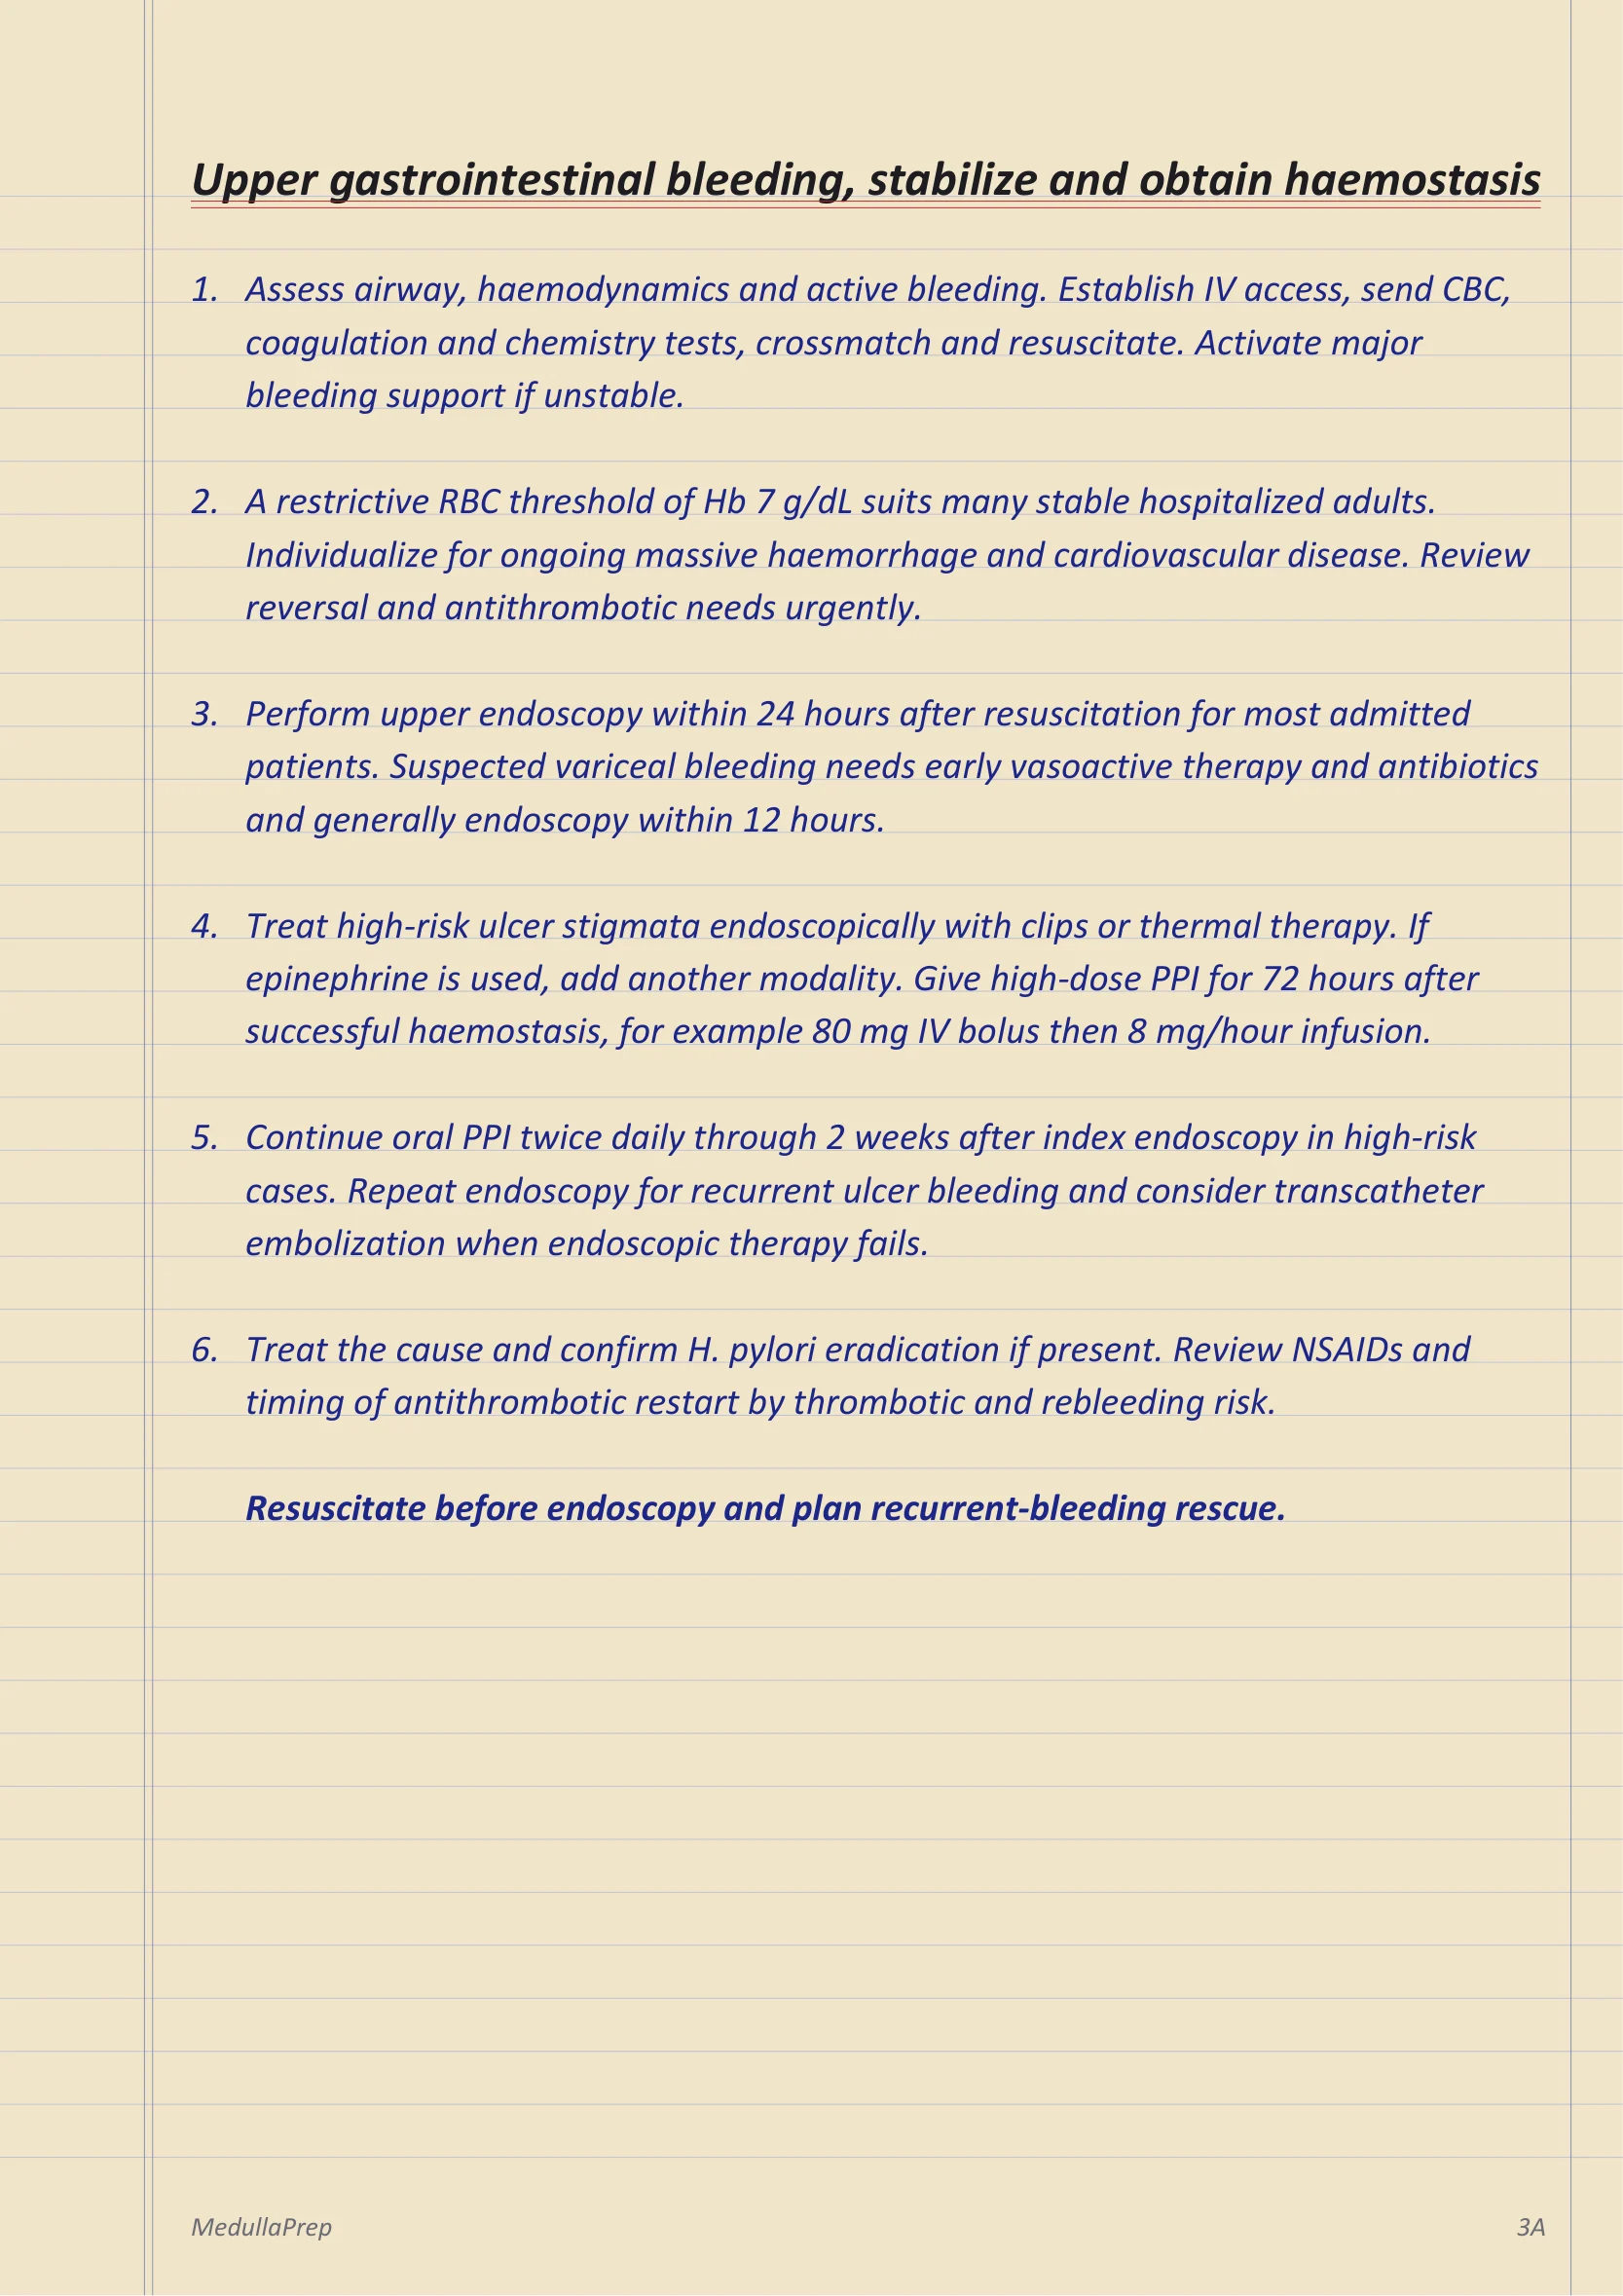 Upper gastrointestinal bleeding, stabilize and obtain haemostasis
1. Assess airway, haemodynamics and active bleeding. Establish IV access, send CBC,
coagulation and chemistry tests, crossmatch and resuscitate. Activate major
bleeding support if unstable.
2. A restrictive RBC threshold of Hb 7 g/dL suits many stable hospitalized adults.
Individualize for ongoing massive haemorrhage and cardiovascular disease. Review
reversal and antithrombotic needs urgently.
3. Perform upper endoscopy within 24 hours after resuscitation for most admitted
patients. Suspected variceal bleeding needs early vasoactive therapy and antibiotics
and generally endoscopy within 12 hours.
4. Treat high-risk ulcer stigmata endoscopically with clips or thermal therapy. If
epinephrine is used, add another modality. Give high-dose PPI for 72 hours after
successful haemostasis, for example 80 mg IV bolus then 8 mg/hour infusion.
5. Continue oral PPI twice daily through 2 weeks after index endoscopy in high-risk
cases. Repeat endoscopy for recurrent ulcer bleeding and consider transcatheter
embolization when endoscopic therapy fails.
6. Treat the cause and confirm H. pylori eradication if present. Review NSAIDs and
timing of antithrombotic restart by thrombotic and rebleeding risk.
Resuscitate before endoscopy and plan recurrent-bleeding rescue.
MedullaPrep
3A